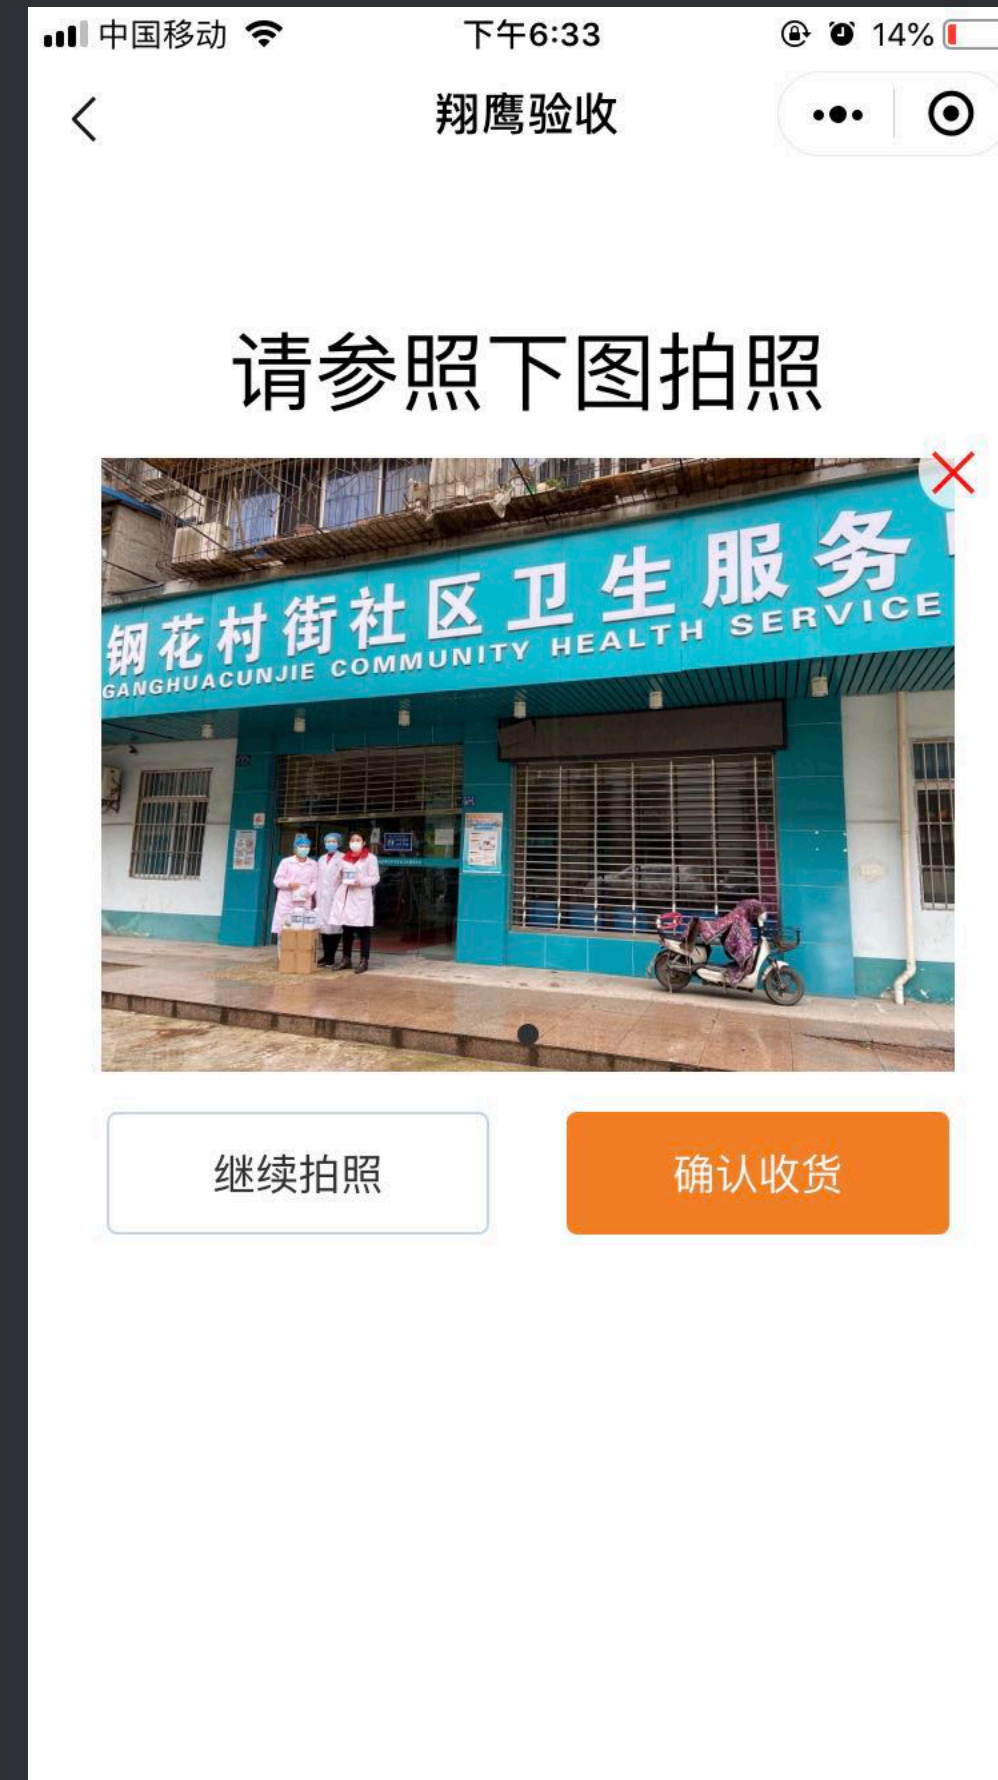 中国移动 下午6:33 14%
翔鹰验收
请参照下图拍照
钢花村街社区卫生服务
GANGHUACUNJIE COMMUNITY HEALTH SERVICE
继续拍照 确认收货